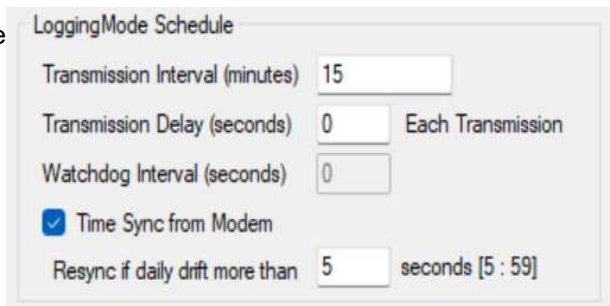 e
LoggingMode Schedule
Transmission Interval (minutes) 15
Transmission Delay (seconds) 0 Each Transmission
Watchdog Interval (seconds) 0
Time Sync from Modem
Resync if daily drift more than 5 seconds [5 : 59]